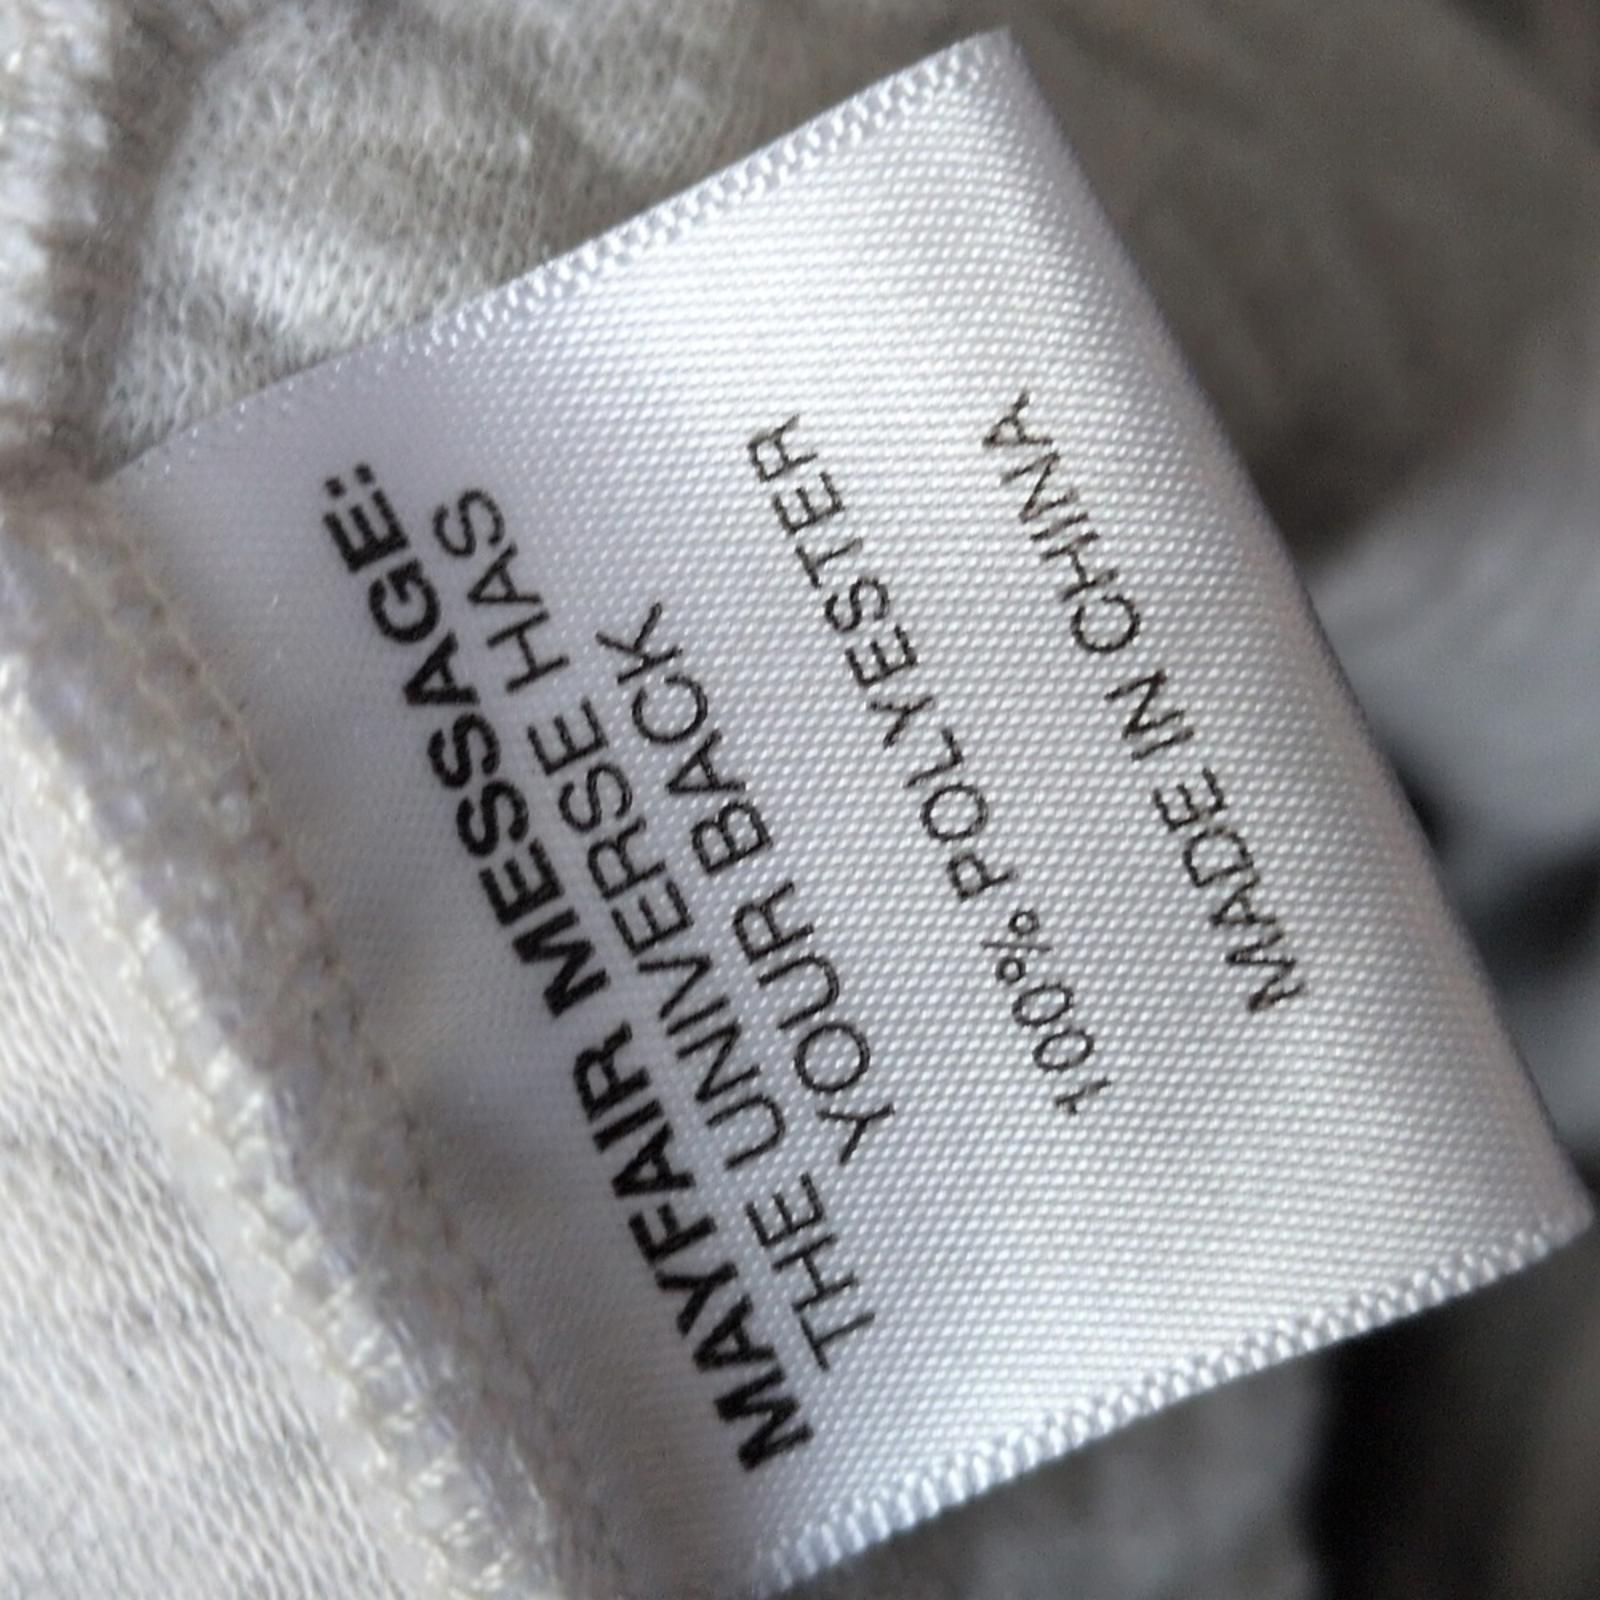 MAYFAIR MESSAGE:
THE UNIVERSE HAS
YOUR BACK
100% POLYESTER
MADE IN CHINA